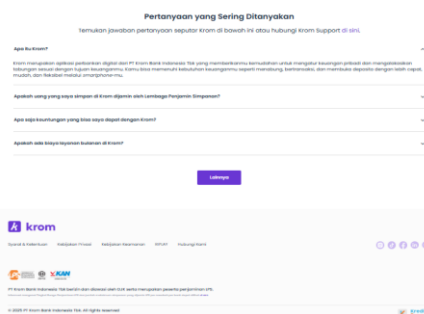 Pertanyaan yang Sering Ditanyakan
Temukan jawaban pertanyaan seputar Krom di bawah ini atau hubungi Krom Support di sini.
Apa itu Krom?
Krom merupakan aplikasi perbankan digital dari PT Krom Bank Indonesia Tbk yang memberikanmu kemudahan untuk mengatur keuangan pribadi dan mengalokasikan
tabungan sesuai dengan tujuan keuanganmu. Kamu bisa memenuhi kebutuhan keuanganmu seperti menabung, bertransaksi, dan membuka deposito dengan lebih cepat,
mudah, dan fleksibel melalui smartphone-mu.
Apakah uang yang saya simpan di Krom dijamin oleh Lembaga Penjamin Simpanan?
Apa saja keuntungan yang bisa saya dapat dengan Krom?
Apakah ada biaya layanan bulanan di Krom?
Lainnya
krom
Syarat & Ketentuan Kebijakan Privasi Kebijakan Keamanan Hubungi Kami
KAN
PT Krom Bank Indonesia Tbk berizin dan diawasi oleh OJK serta merupakan peserta penjaminan LPS.
© 2025 PT Krom Bank Indonesia Tbk. All rights reserved